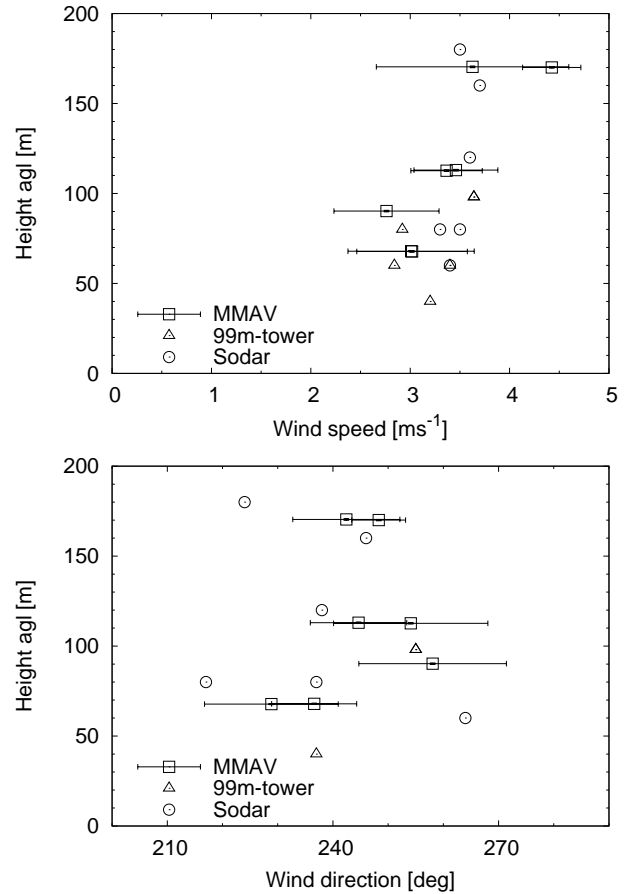 200
150
100
50
0
Height agl [m]
MMAV
99m-tower
Sodar
0 1 2 3 4 5
Wind speed [ms-1]
200
150
100
50
0
Height agl [m]
MMAV
99m-tower
Sodar
210 240 270
Wind direction [deg]